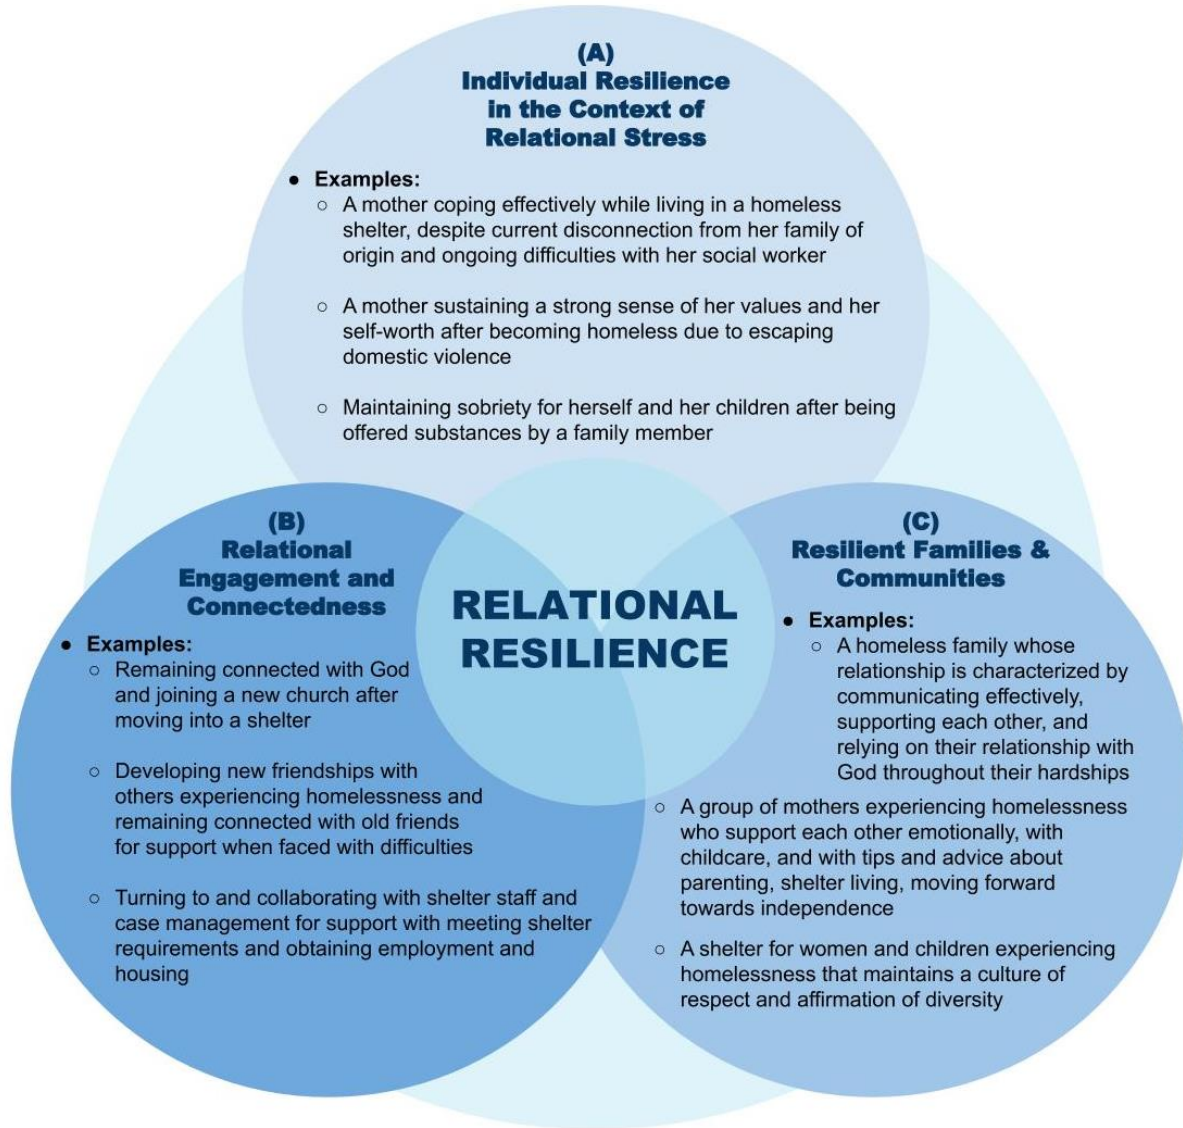 (A)
Individual Resilience
in the Context of
Relational Stress
● Examples:
○ A mother coping effectively while living in a homeless
shelter, despite current disconnection from her family of
origin and ongoing difficulties with her social worker
○ A mother sustaining a strong sense of her values and her
self-worth after becoming homeless due to escaping
domestic violence
○ Maintaining sobriety for herself and her children after being
offered substances by a family member
(B)
Relational
Engagement and
Connectedness
● Examples:
○ Remaining connected with God
and joining a new church after
moving into a shelter
○ Developing new friendships with
others experiencing homelessness and
remaining connected with old friends
for support when faced with difficulties
○ Turning to and collaborating with shelter staff and
case management for support with meeting shelter
requirements and obtaining employment and
housing
RELATIONAL
RESILIENCE
(C)
Resilient Families &
Communities
● Examples:
○ A homeless family whose
relationship is characterized by
communicating effectively,
supporting each other, and
relying on their relationship with
God throughout their hardships
○ A group of mothers experiencing homelessness
who support each other emotionally, with
childcare, and with tips and advice about
parenting, shelter living, moving forward
towards independence
○ A shelter for women and children experiencing
homelessness that maintains a culture of
respect and affirmation of diversity